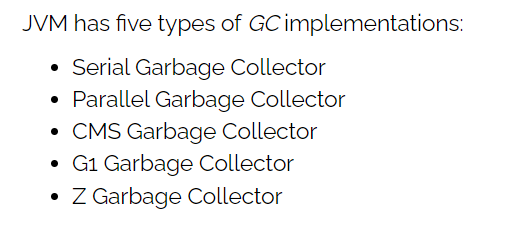 JVM has five types of GC implementations:
• Serial Garbage Collector
• Parallel Garbage Collector
• CMS Garbage Collector
• G1 Garbage Collector
• Z Garbage Collector